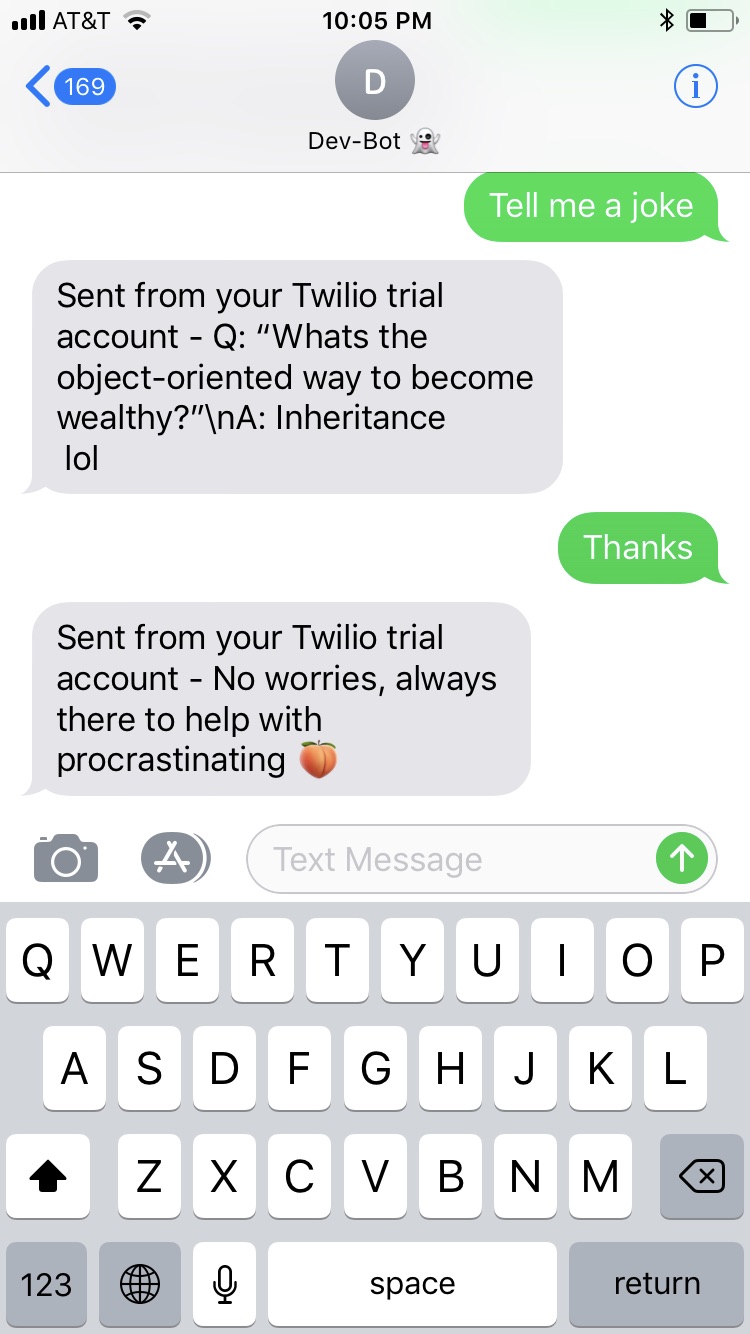 AT&T 10:05 PM
169
D
i
Dev-Bot 👻
Tell me a joke
Sent from your Twilio trial
account - Q: “Whats the
object-oriented way to become
wealthy?”\nA: Inheritance
lol
Thanks
Sent from your Twilio trial
account - No worries, always
there to help with
procrastinating 🍑
Text Message
Q W E R T Y U I O P
A S D F G H J K L
Z X C V B N M
123 space return